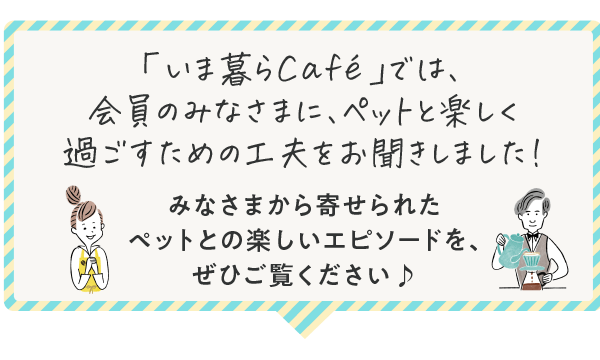 「いま暮らCafé」では、
会員のみなさまに、ペットと楽しく
過ごすための工夫をお聞きしました!
みなさまから寄せられた
ペットとの楽しいエピソードを、
ぜひご覧ください♪